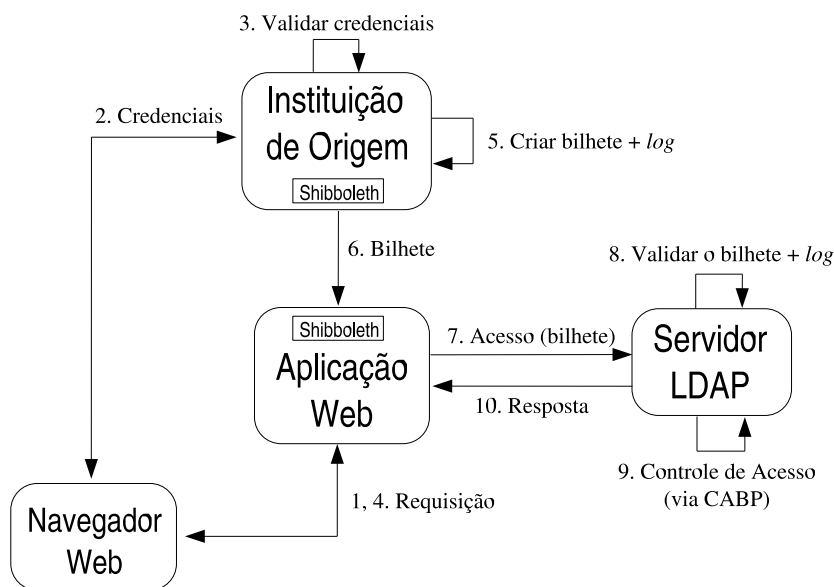 3. Validar credenciais
Instituição
de Origem
Shibboleth
2. Credenciais
5. Criar bilhete + log
6. Bilhete
8. Validar o bilhete + log
Shibboleth
Aplicação
Web
7. Acesso (bilhete)
10. Resposta
Servidor
LDAP
9. Controle de Acesso
(via CABP)
1, 4. Requisição
Navegador
Web